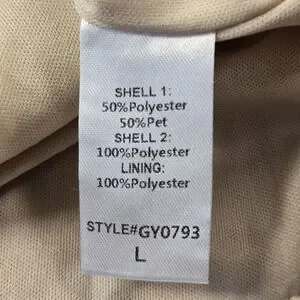 SHELL 1:
50%Polyester
50%Pet
SHELL 2:
100%Polyester
LINING:
100%Polyester
STYLE#GY0793
L